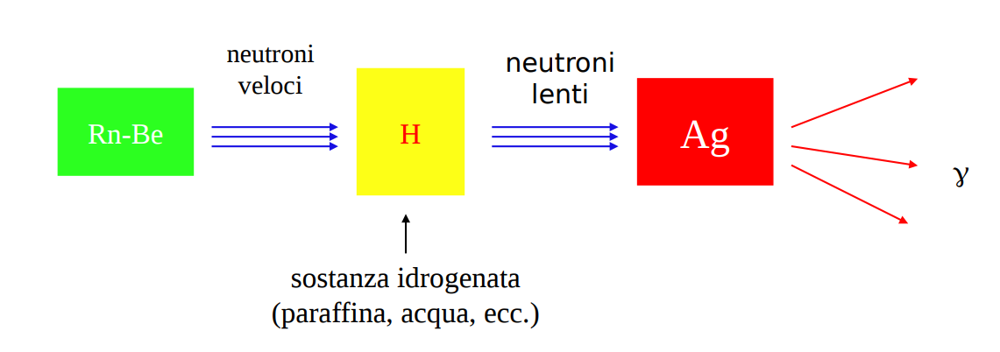 neutroni
veloci
neutroni
lenti
Rn-Be
H
Ag
γ
sostanza idrogenata
(paraffina, acqua, ecc.)